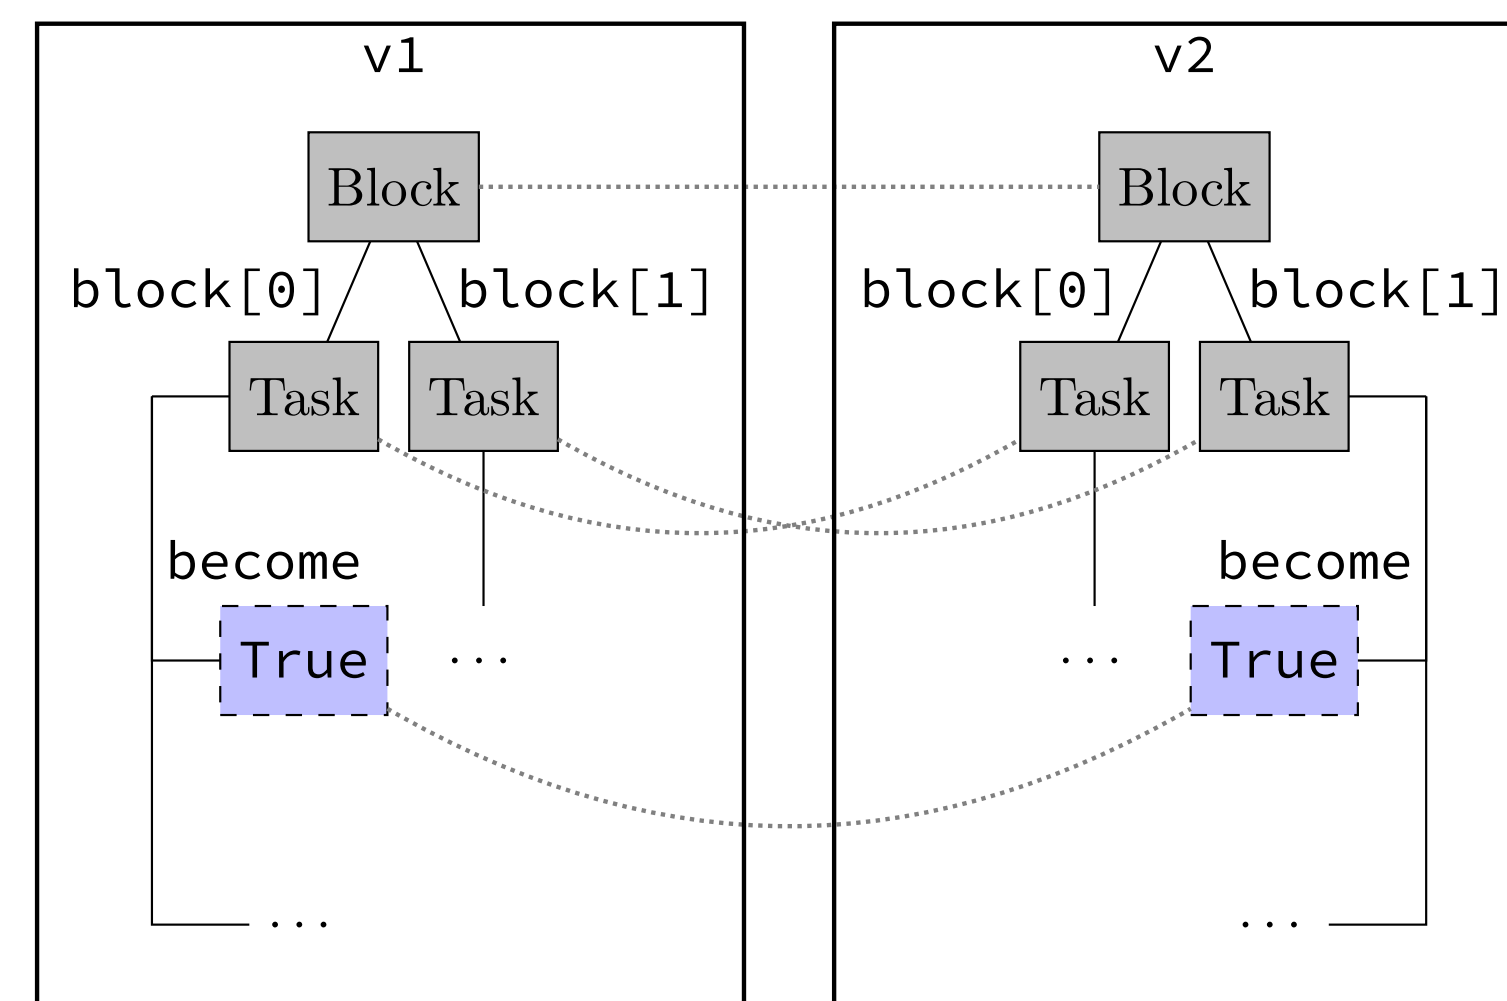 v1
v2
Block
Block
block[0]
block[1]
block[0]
block[1]
Task
Task
Task
Task
become
become
True
...
...
True
...
...